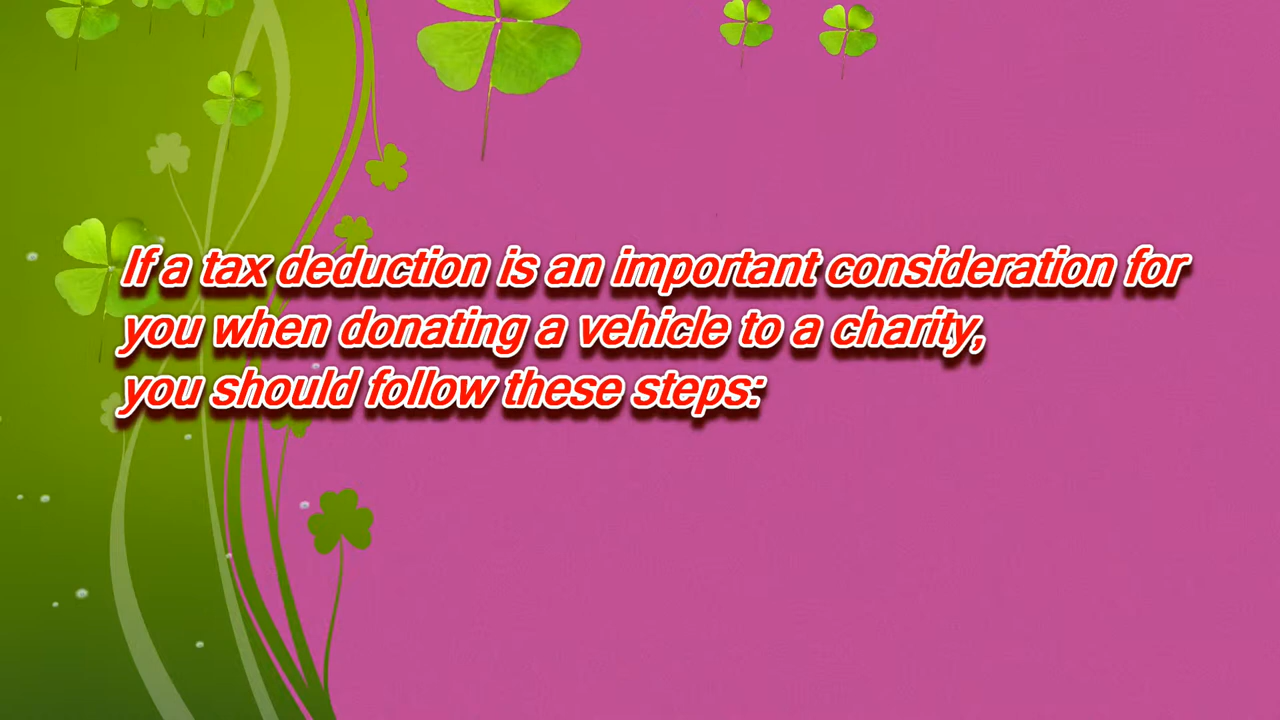 If a tax deduction is an important consideration for
you when donating a vehicle to a charity,
you should follow these steps: